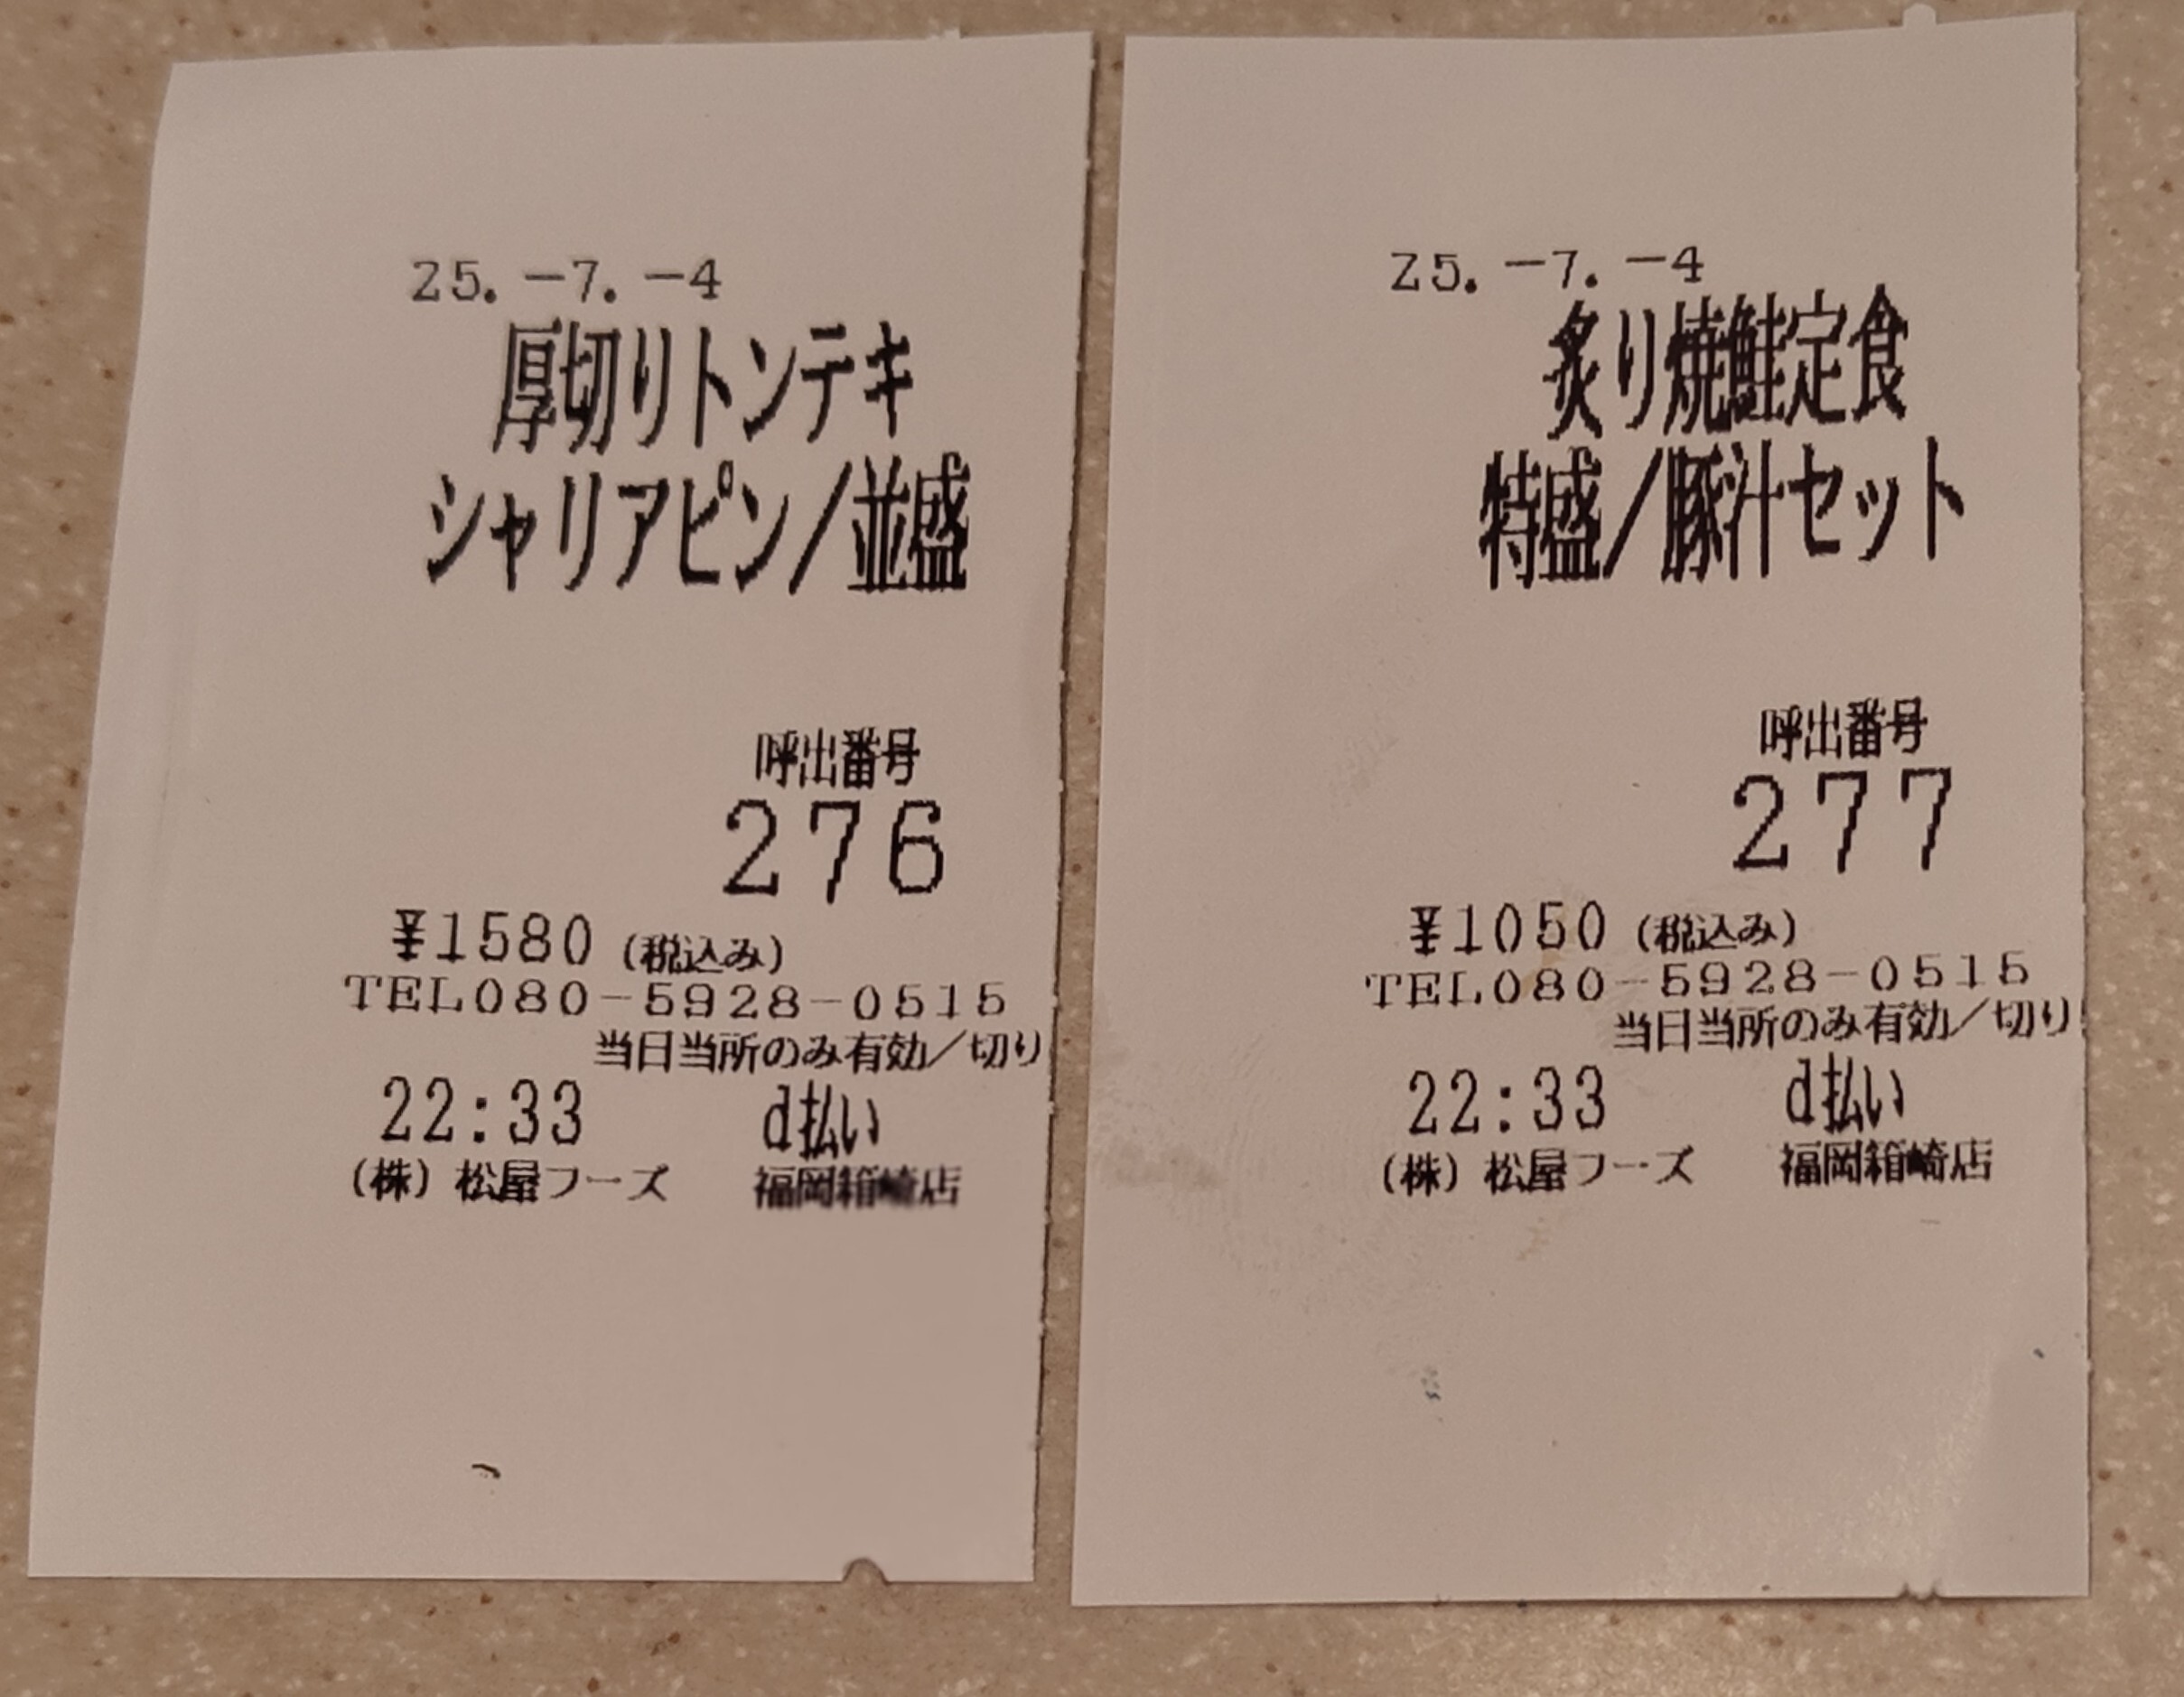 25.-7.-4
厚切りトンテキ
シャリアピン/並盛
呼出番号
276
¥1580(税込み)
TEL080-5928-0515
当日当所のみ有効/切り
22:33 d払い
(株)松屋フーズ 福岡箱崎店
25.-7.-4
炙り焼鮭定食
特盛/豚汁セット
呼出番号
277
¥1050(税込み)
TEL080-5928-0515
当日当所のみ有効/切り
22:33 d払い
(株)松屋フーズ 福岡箱崎店